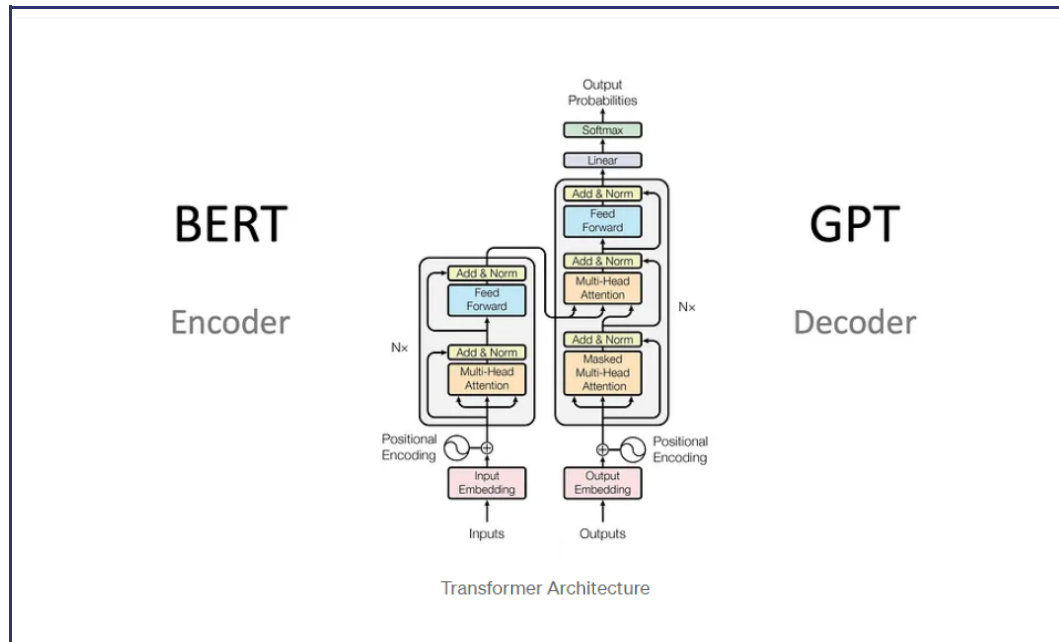 Output
Probabilities
Softmax
Linear
Add & Norm
Feed
Forward
Add & Norm
Multi-Head
Attention
Nx
Add & Norm
Masked
Multi-Head
Attention
BERT
Encoder
GPT
Decoder
Add & Norm
Feed
Forward
Nx
Add & Norm
Multi-Head
Attention
Positional
Encoding
Positional
Encoding
Input
Embedding
Output
Embedding
Inputs
Outputs
Transformer Architecture